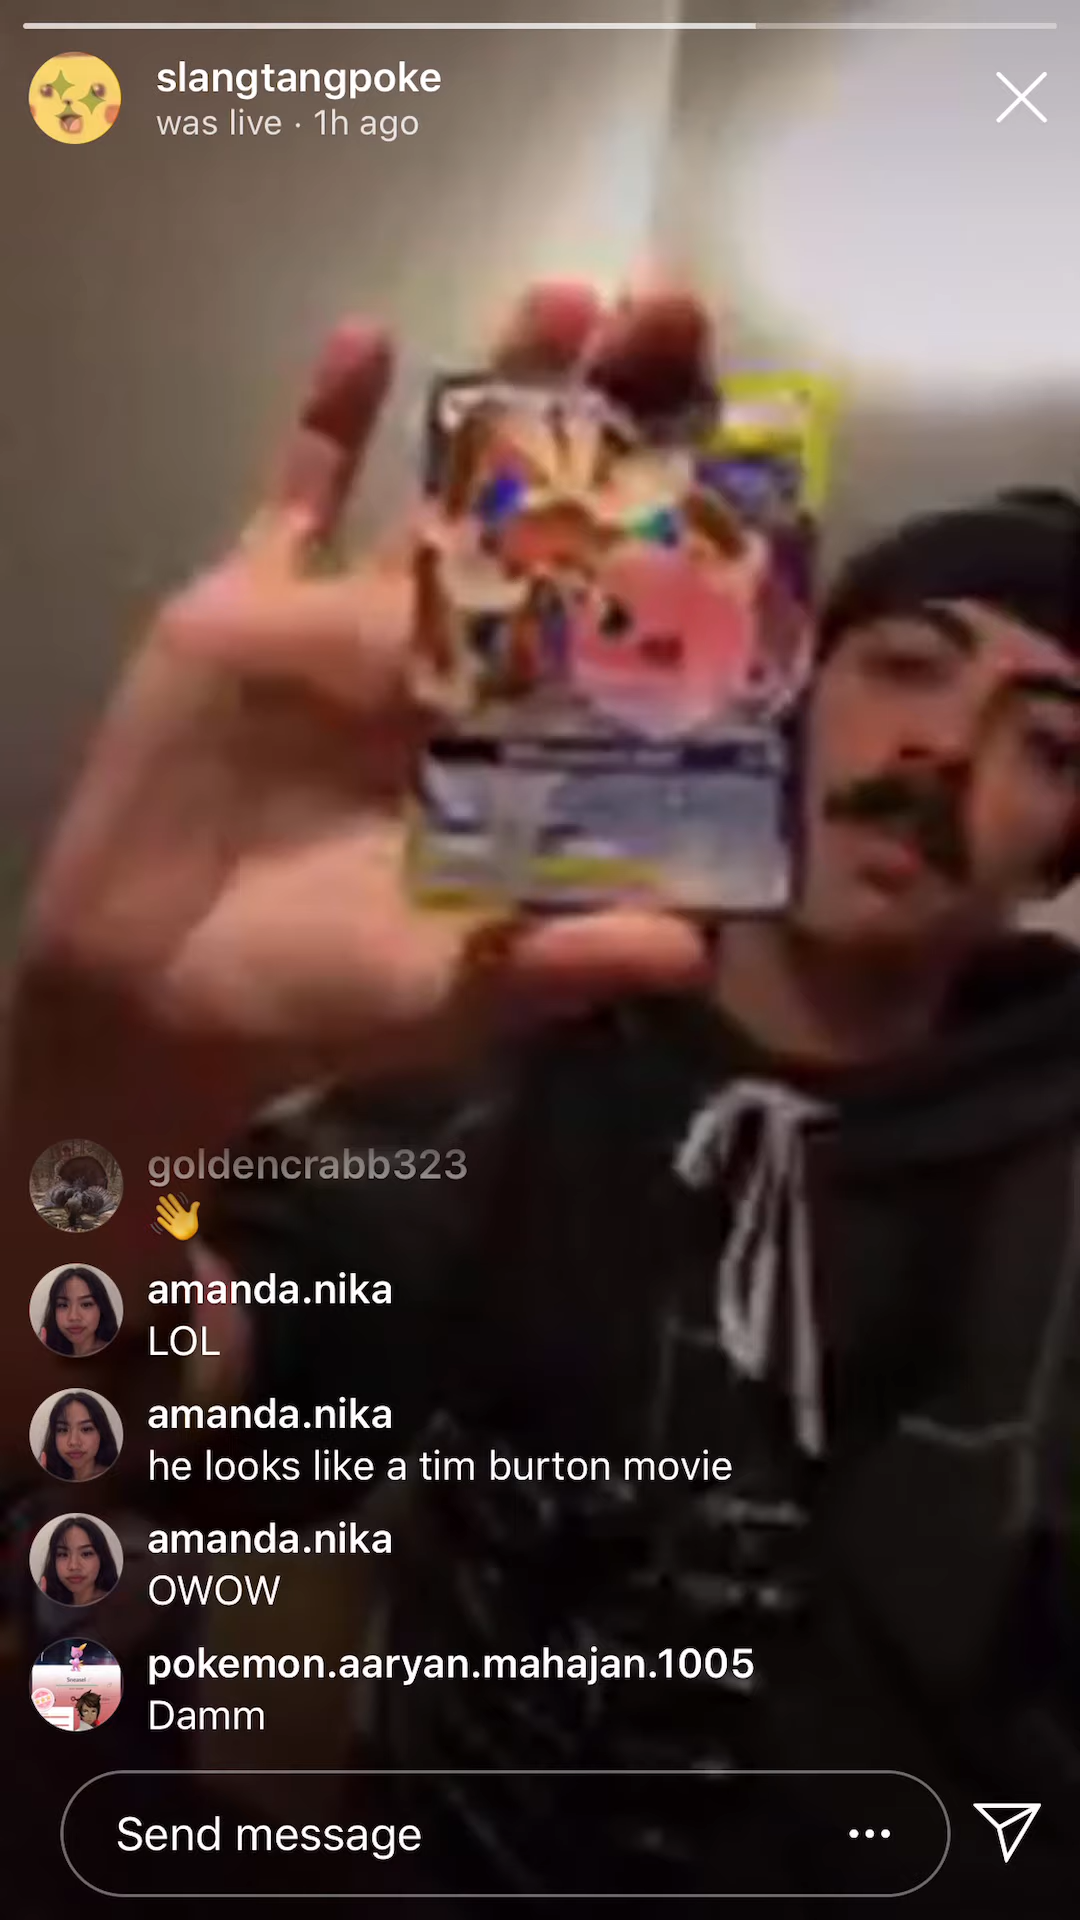 slangtangpoke
was live · 1h ago
goldencrabb323
👋
amanda.nika
LOL
amanda.nika
he looks like a tim burton movie
amanda.nika
OWOW
pokemon.aaryan.mahajan.1005
Damm
Send message